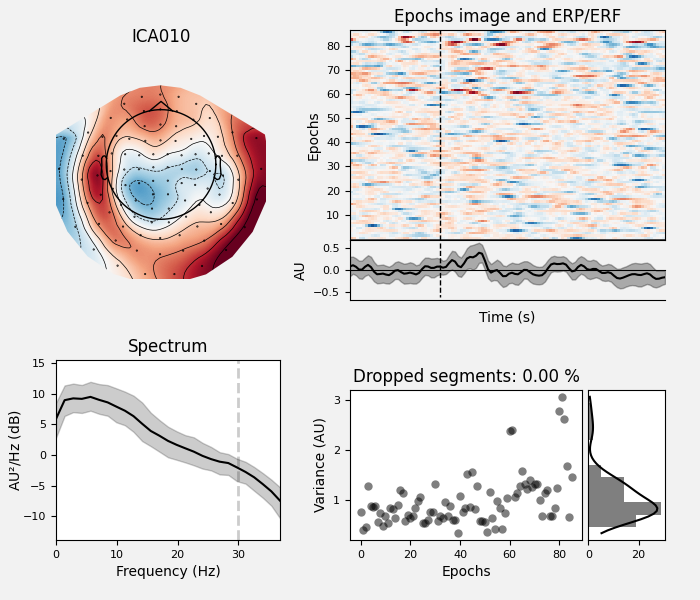 ICA010
Epochs image and ERP/ERF
Epochs
80
70
60
50
40
30
20
10
AU
0.5
0.0
−0.5
Time (s)
Spectrum
AU²/Hz (dB)
15
10
5
0
−5
−10
0 10 20 30
Frequency (Hz)
Dropped segments: 0.00 %
Variance (AU)
3
2
1
0 20 40 60 80
Epochs
0 20